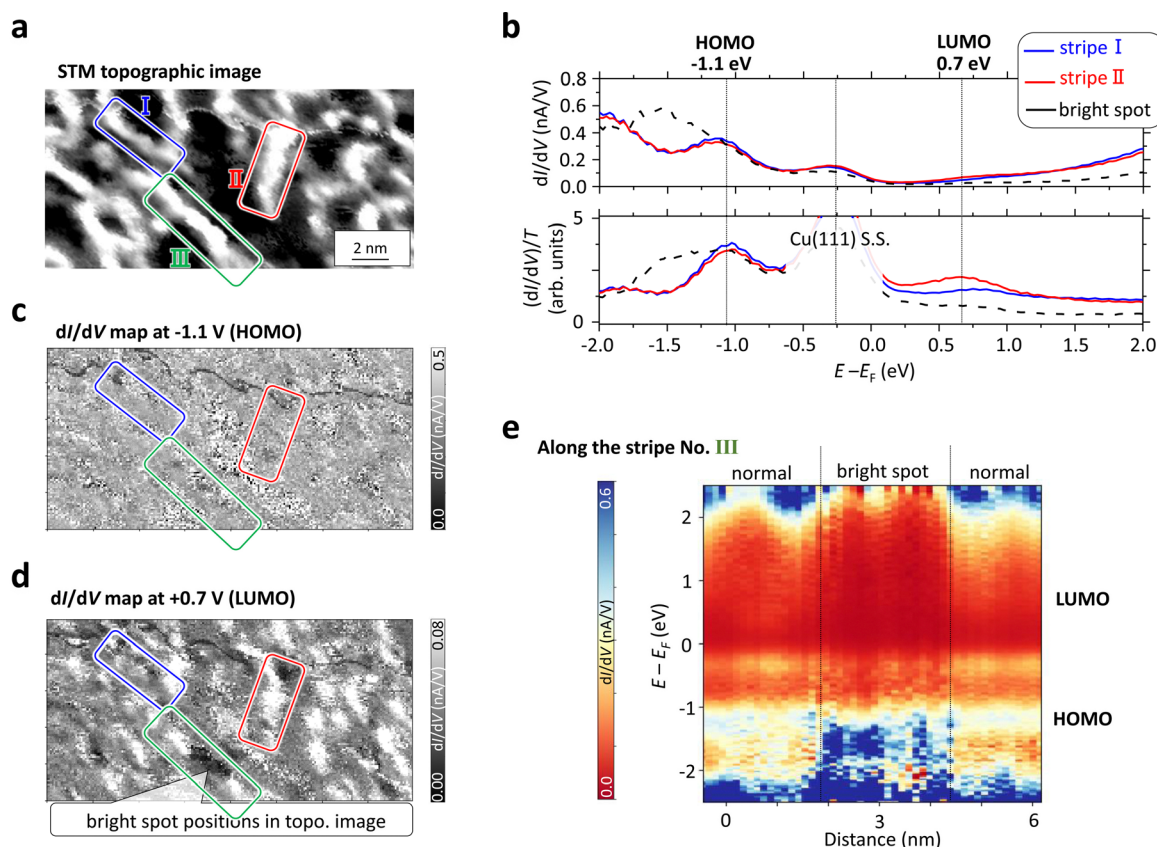 a
STM topographic image
I
II
III
2 nm
b
HOMO
-1.1 eV
LUMO
0.7 eV
stripe I
stripe II
bright spot
dI/dV (nA/V)
0.8
0.6
0.4
0.2
0.0
(dI/dV)/T
(arb. units)
5
0
Cu(111) S.S.
-2.0 -1.5 -1.0 -0.5 0.0 0.5 1.0 1.5 2.0
E –E_F (eV)
c
dI/dV map at -1.1 V (HOMO)
0.5
dI/dV (nA/V)
0.0
d
dI/dV map at +0.7 V (LUMO)
0.08
dI/dV (nA/V)
0.00
bright spot positions in topo. image
e
Along the stripe No. III
normal bright spot normal
0.6
dI/dV (nA/V)
0.0
E – E_F (eV)
2
1
0
-1
-2
LUMO
HOMO
0 3 6
Distance (nm)